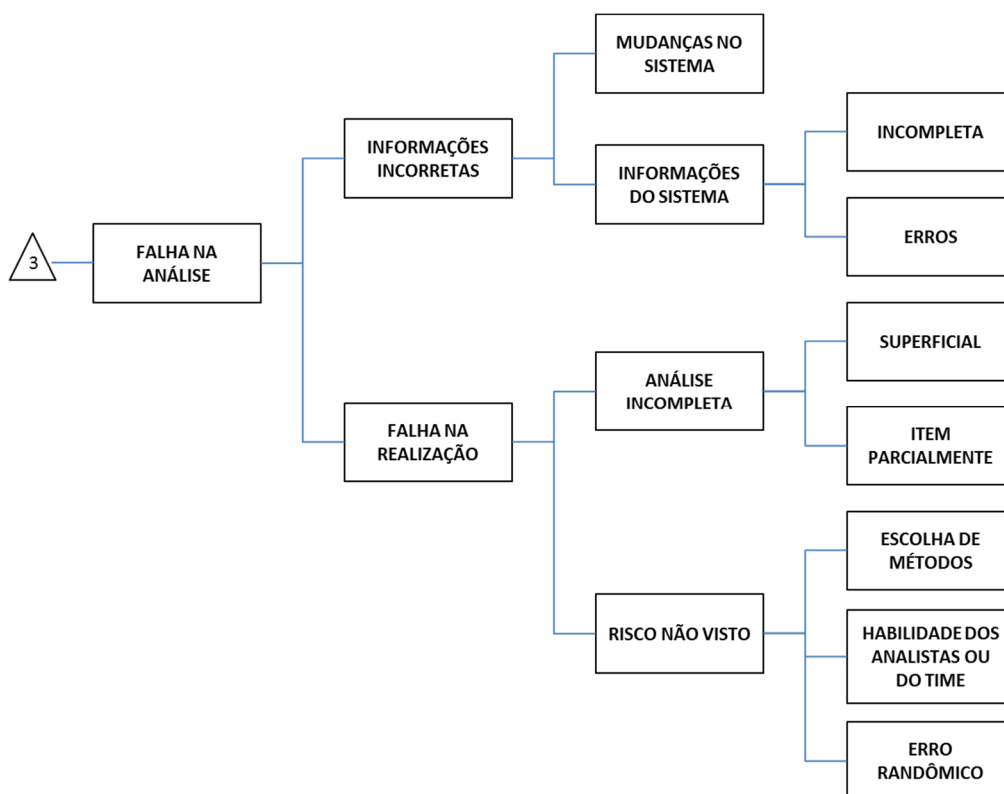 MUDANÇAS NO
SISTEMA
INFORMAÇÕES
INCORRETAS
INCOMPLETA
INFORMAÇÕES
DO SISTEMA
ERROS
3
FALHA NA
ANÁLISE
SUPERFICIAL
ANÁLISE
INCOMPLETA
FALHA NA
REALIZAÇÃO
ITEM
PARCIALMENTE
ESCOLHA DE
MÉTODOS
RISCO NÃO VISTO
HABILIDADE DOS
ANALISTAS OU
DO TIME
ERRO
RANDÔMICO